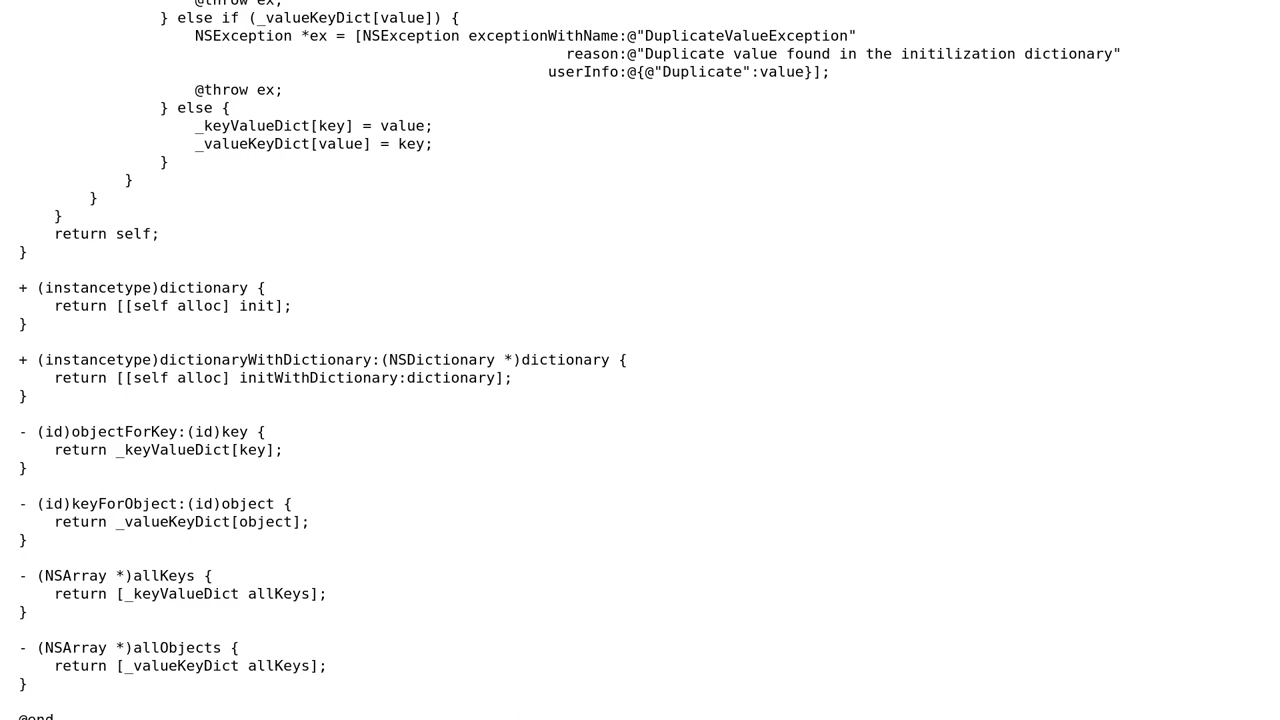 @throw ex;
} else if (_valueKeyDict[value]) {
NSException *ex = [NSException exceptionWithName:@"DuplicateValueException"
reason:@"Duplicate value found in the initilization dictionary"
userInfo:@{@"Duplicate":value}];
@throw ex;
} else {
_keyValueDict[key] = value;
_valueKeyDict[value] = key;
}
}
}
}
return self;
}
+ (instancetype)dictionary {
return [[self alloc] init];
}
+ (instancetype)dictionaryWithDictionary:(NSDictionary *)dictionary {
return [[self alloc] initWithDictionary:dictionary];
}
- (id)objectForKey:(id)key {
return _keyValueDict[key];
}
- (id)keyForObject:(id)object {
return _valueKeyDict[object];
}
- (NSArray *)allKeys {
return [_keyValueDict allKeys];
}
- (NSArray *)allObjects {
return [_valueKeyDict allKeys];
}
@end